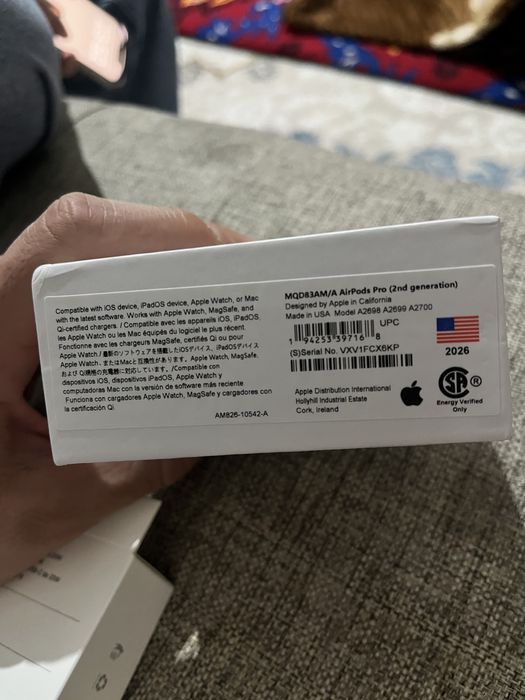 Compatible with iOS device, iPadOS device, Apple Watch, or Mac
with the latest software. Works with Apple Watch, MagSafe, and
Qi-certified chargers. / Compatible avec les appareils iOS, iPadOS,
les Apple Watch ou les Mac équipés du logiciel le plus récent.
Fonctionne avec les chargeurs MagSafe, certifiés Qi ou pour
Apple Watch./ 最新のソフトウェアを搭載したiOSデバイス、iPadOSデバイス
Apple Watch、またはMacと互換性があります。Apple Watch、MagSafe、
および Qi規格の充電器に対応しています。/Compatible con
dispositivos iOS, dispositivos iPadOS, Apple Watch y
computadoras Mac con la versión de software más reciente
Funciona con cargadores Apple Watch, MagSafe y cargadores con
la certificación Qi.
AM826-10542-A
MQD83AM/A AirPods Pro (2nd generation)
Designed by Apple in California
Made in USA Model A2698 A2699 A2700
UPC
1 94253 39716 8
(S)Serial No. VXV1FCX6KP
Apple Distribution International
Hollyhill Industrial Estate
Cork, Ireland
2026
SA ®
Energy Verified
Only